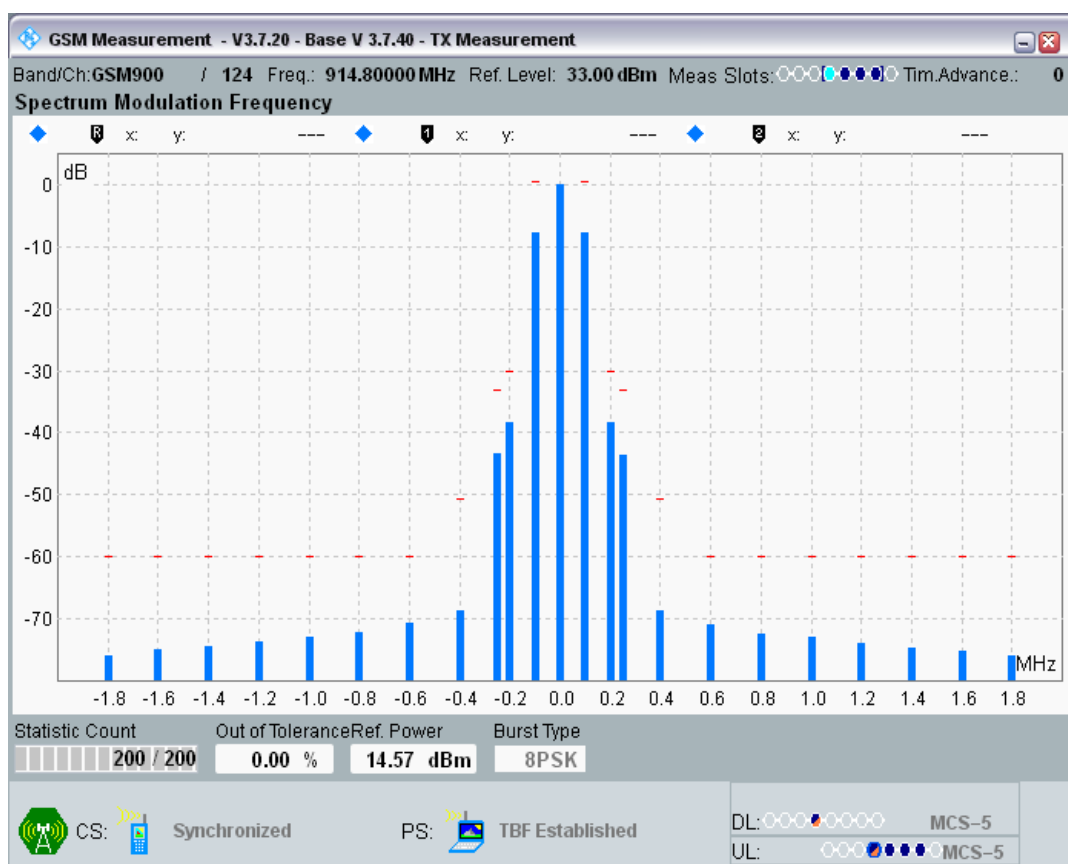 GSM Measurement - V3.7.20 - Base V 3.7.40 - TX Measurement
Band/Ch:GSM900 / 124 Freq.: 914.80000 MHz Ref. Level: 33.00 dBm Meas Slots: Tim.Advance.: 0
Spectrum Modulation Frequency
R x: y: --- 1 x: y: --- 2 x: y: ---
dB
0
-10
-20
-30
-40
-50
-60
-70
MHz
-1.8 -1.6 -1.4 -1.2 -1.0 -0.8 -0.6 -0.4 -0.2 0.0 0.2 0.4 0.6 0.8 1.0 1.2 1.4 1.6 1.8
Statistic Count Out of Tolerance Ref. Power Burst Type
200 / 200 0.00 % 14.57 dBm 8PSK
CS: Synchronized PS: TBF Established
DL: MCS-5
UL: MCS-5